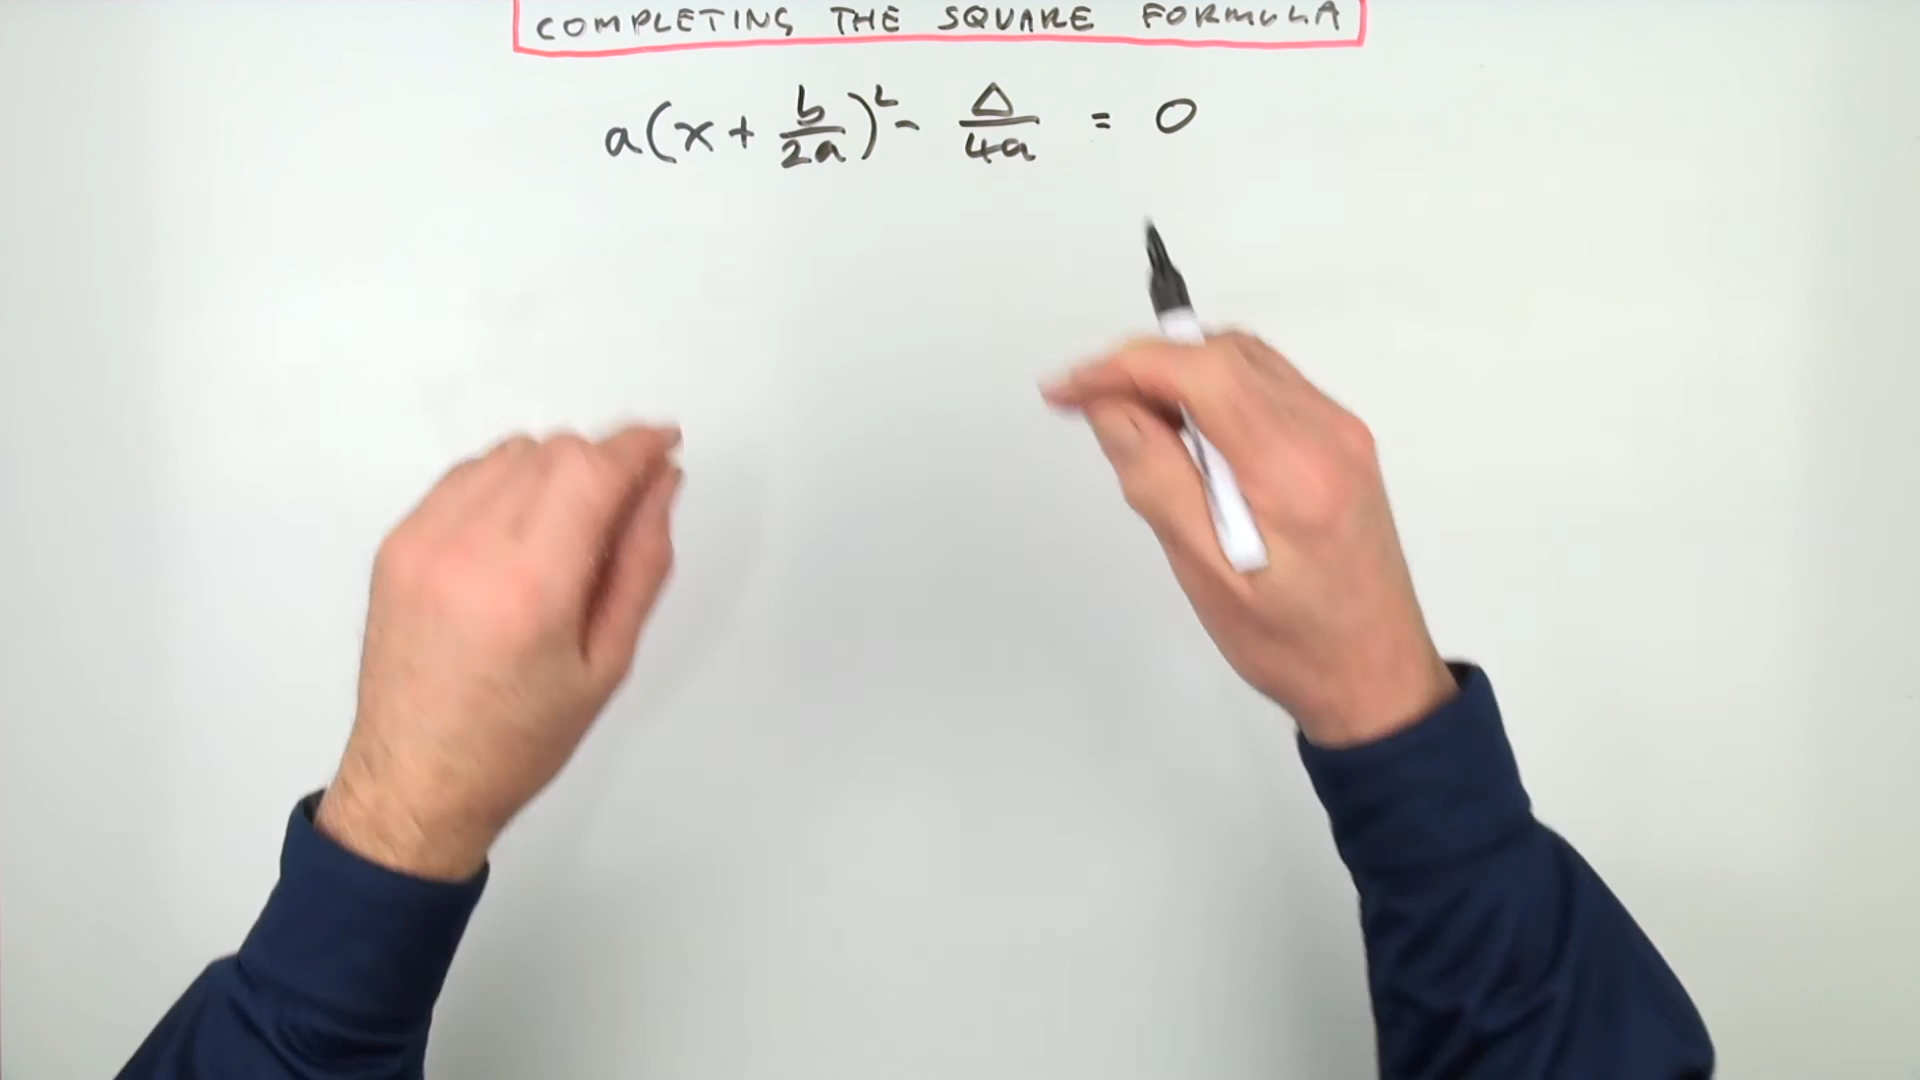 COMPLETING THE SQUARE FORMULA
a(x + b/2a)² - Δ/4a = 0